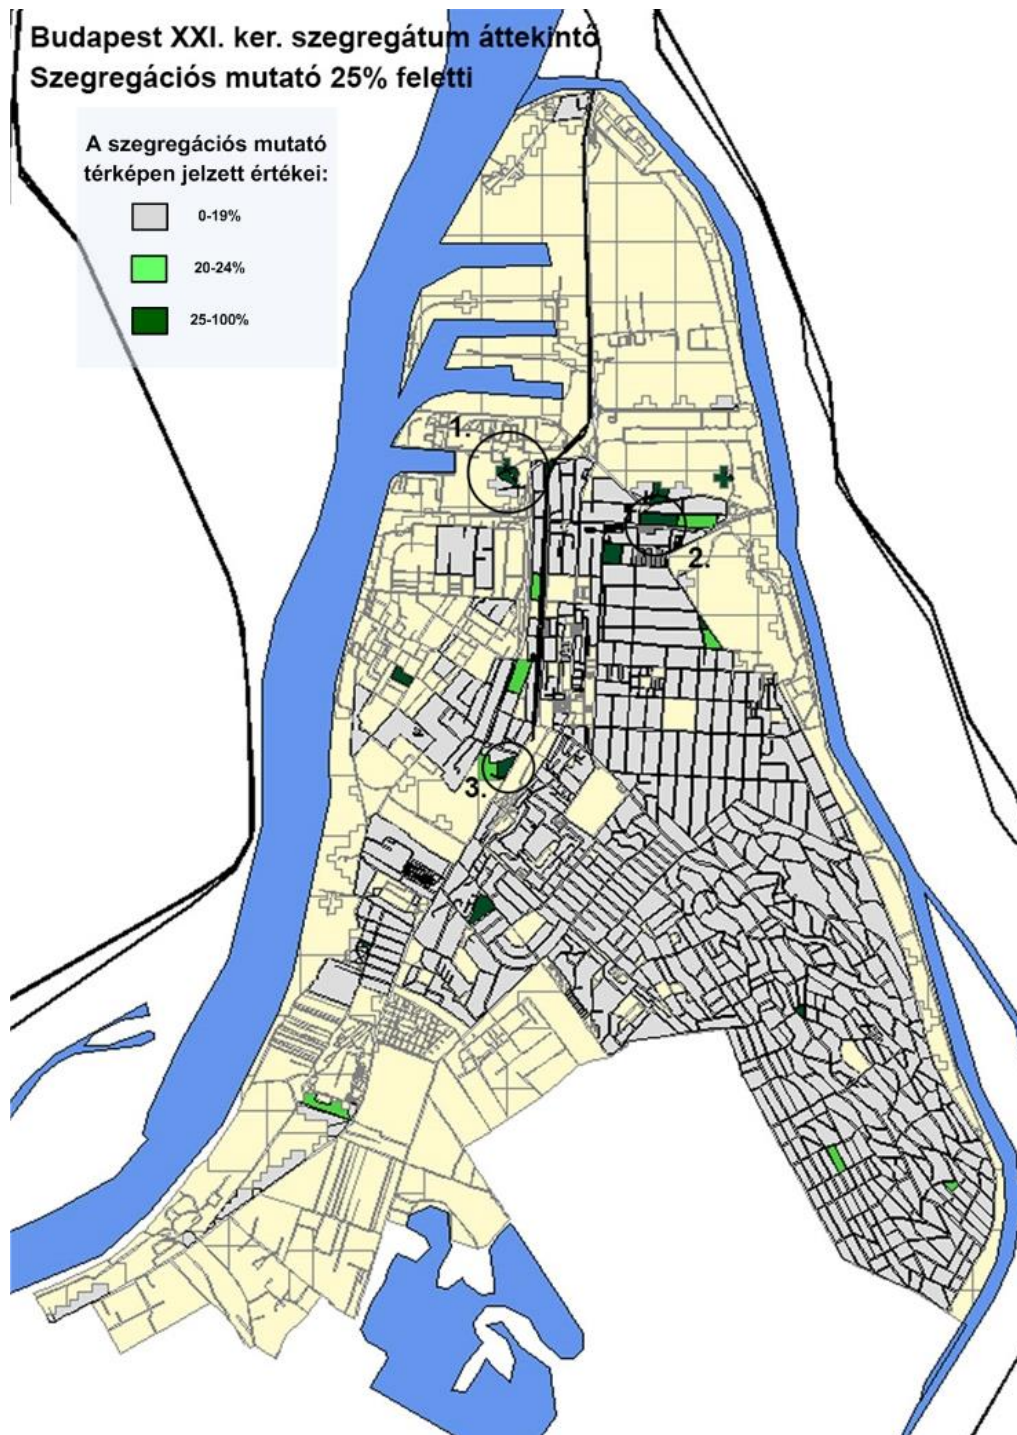 Budapest XXI. ker. szegregátum áttekintő
Szegregációs mutató 25% feletti
A szegregációs mutató
térképen jelzett értékei:
0-19%
20-24%
25-100%
1.
2.
3.